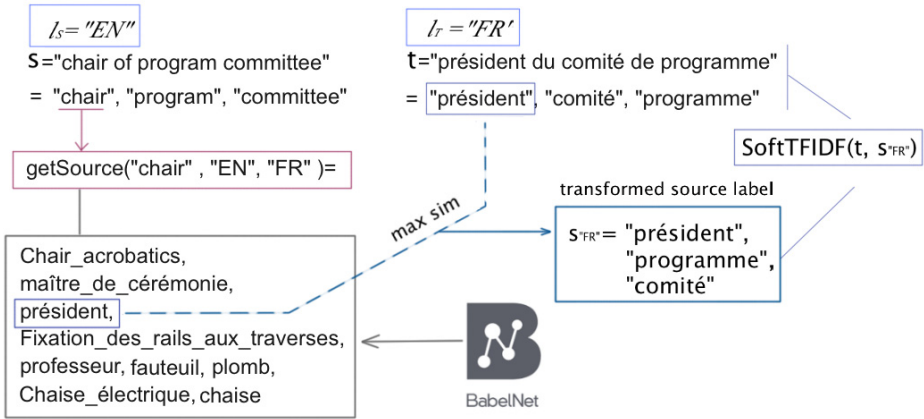 lS= "EN"
s="chair of program committee"
= "chair", "program", "committee"
getSource("chair" , "EN", "FR" )=
Chair_acrobatics,
maître_de_cérémonie,
président,
Fixation_des_rails_aux_traverses,
professeur, fauteuil, plomb,
Chaise_électrique, chaise
BabelNet
max sim
lT = "FR'
t="président du comité de programme"
= "président", "comité", "programme"
SoftTFIDF(t, s"FR")
transformed source label
s"FR"= "président",
"programme",
"comité"